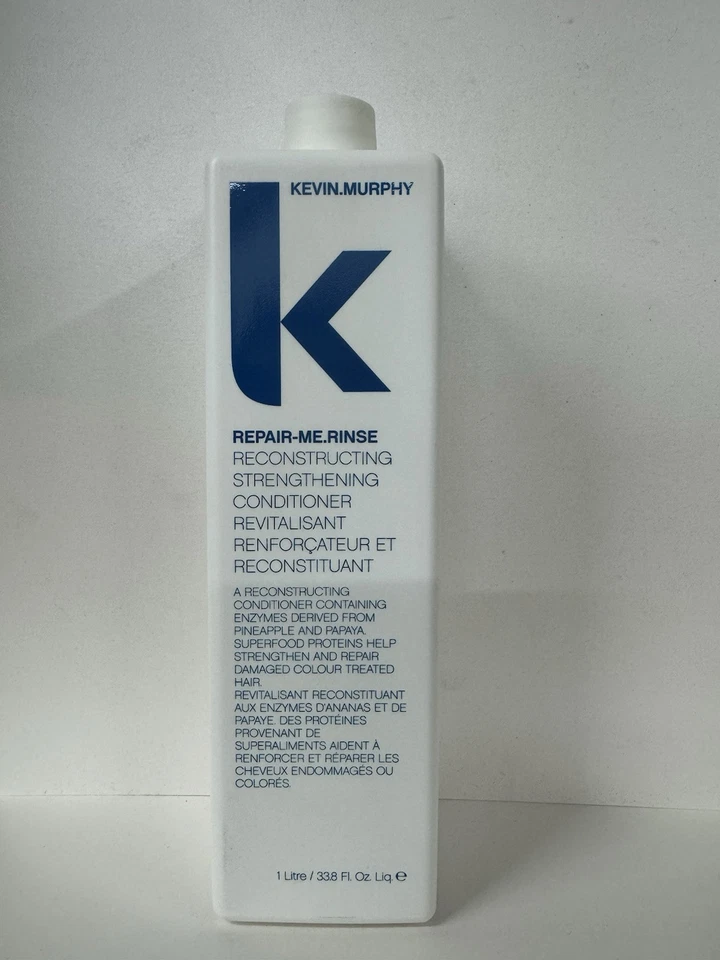 KEVIN.MURPHY
k
REPAIR-ME.RINSE
RECONSTRUCTING
STRENGTHENING
CONDITIONER
REVITALISANT
RENFORÇATEUR ET
RECONSTITUANT
A RECONSTRUCTING
CONDITIONER CONTAINING
ENZYMES DERIVED FROM
PINEAPPLE AND PAPAYA.
SUPERFOOD PROTEINS HELP
STRENGTHEN AND REPAIR
DAMAGED COLOUR TREATED
HAIR.
REVITALISANT RECONSTITUANT
AUX ENZYMES D'ANANAS ET DE
PAPAYE. DES PROTÉINES
PROVENANT DE
SUPERALIMENTS AIDENT À
RENFORCER ET RÉPARER LES
CHEVEUX ENDOMMAGÉS OU
COLORÉS.
1 Litre / 33.8 Fl. Oz. Liq. ℮